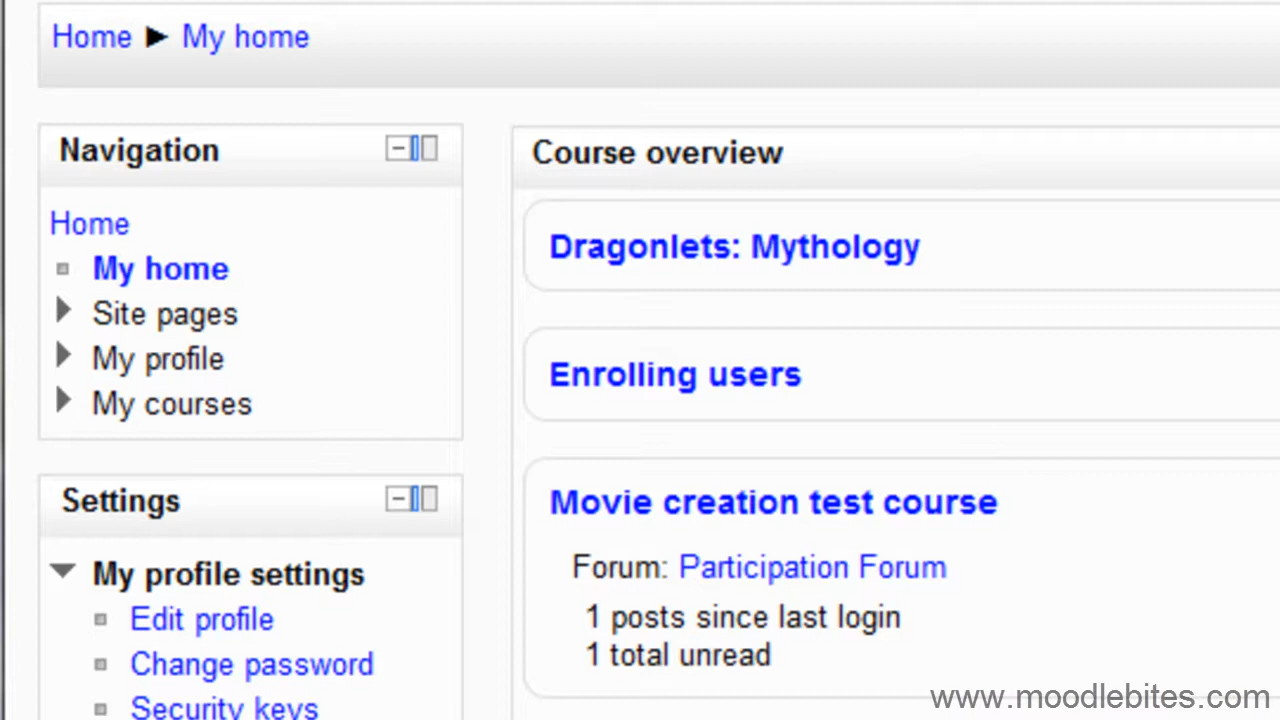 Home ► My home
Navigation
Home
My home
Site pages
My profile
My courses
Settings
My profile settings
Edit profile
Change password
Security keys
Course overview
Dragonlets: Mythology
Enrolling users
Movie creation test course
Forum: Participation Forum
1 posts since last login
1 total unread
www.moodlebites.com